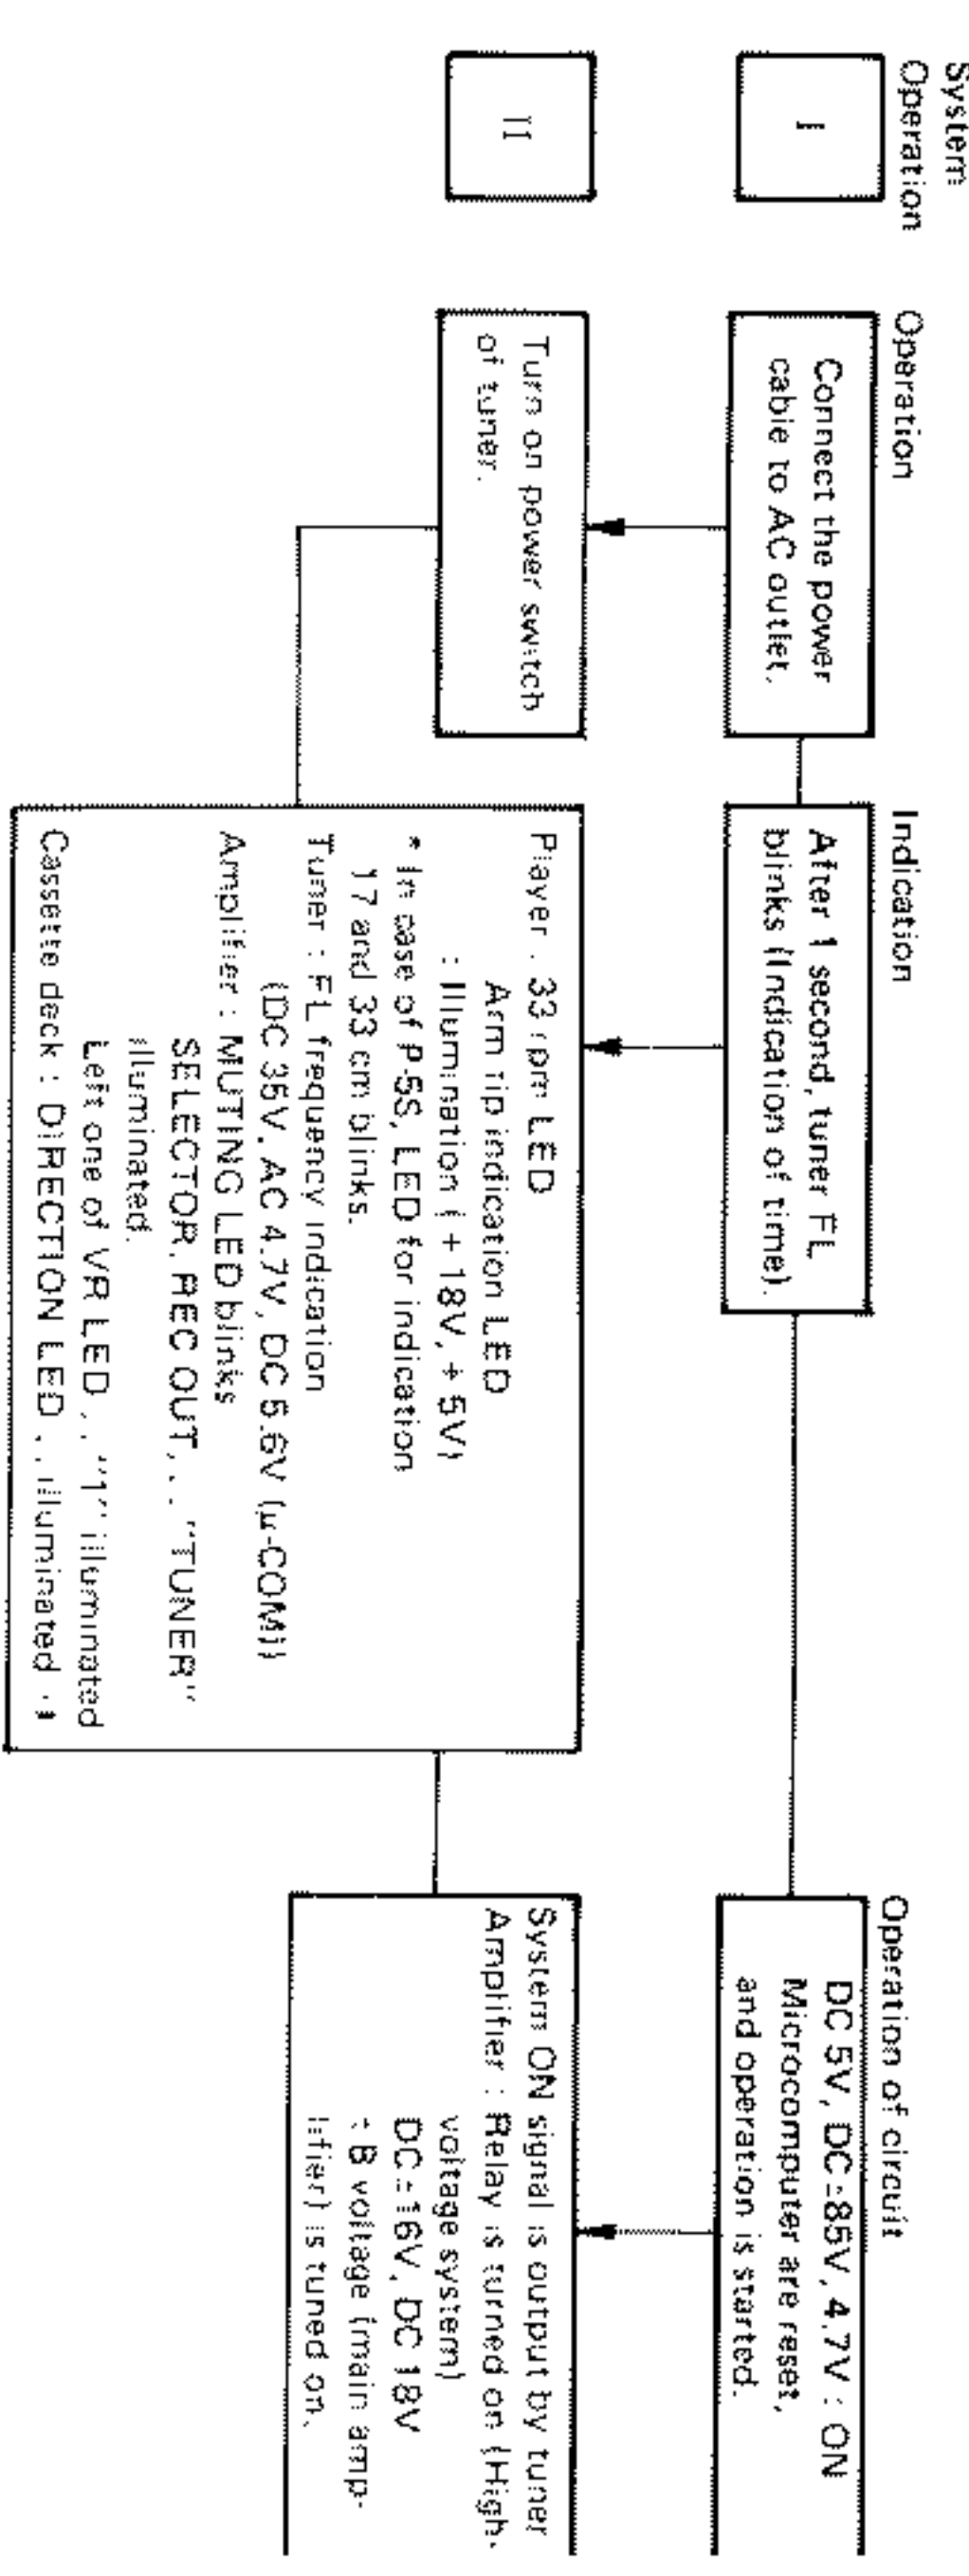 System
Operation
Operation
Indication
Operation of circuit
I
Connect the power
cable to AC outlet.
After 1 second, tuner FL
blinks (Indication of time).
DC 5V, DC -85V, 4.7V : ON
Microcomputer are reset,
and operation is started.
II
Turn on power switch
of tuner.
Player : 33 rpm LED
Arm tip indication LED
: Illumination ( + 18V, + 5V)
* In case of P-5S, LED for indication
17 and 33 cm blinks.
Tuner : FL frequency indication
(DC 35V, AC 4.7V, DC 5.6V (μ-COM))
Amplifier : MUTING LED blinks
SELECTOR, REC OUT . . . "TUNER"
illuminated.
Left one of VR LED . . "1" illuminated
Cassette deck : DIRECTION LED . . illuminated
System ON signal is output by tuner
Amplifier : Relay is turned on (High-
voltage system)
DC ±16V, DC 18V
± B voltage (main amp-
lifier) is tuned on.